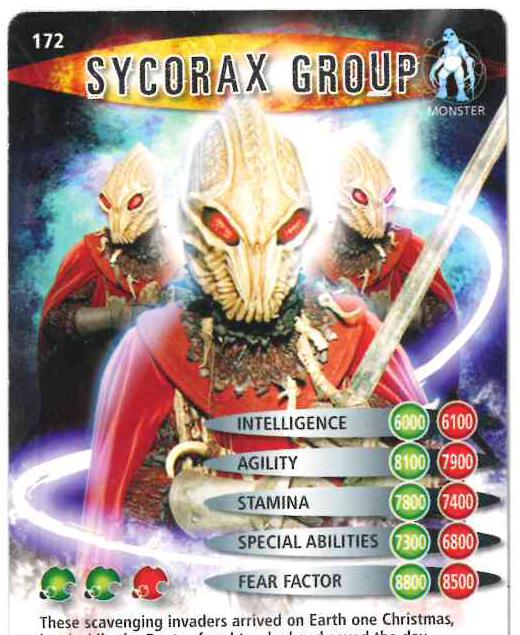 172
SYCORAX GROUP
MONSTER
INTELLIGENCE 6000 6100
AGILITY 8100 7900
STAMINA 7800 7400
SPECIAL ABILITIES 7300 6800
FEAR FACTOR 8800 8500
These scavenging invaders arrived on Earth one Christmas,